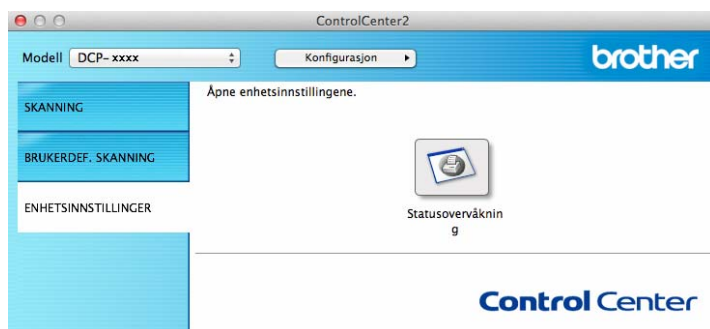 ControlCenter2
Modell DCP-xxxx Konfigurasjon brother
SKANNING
BRUKERDEF. SKANNING
ENHETSINNSTILLINGER
Åpne enhetsinnstillingene.
Statusovervåknin
g
Control Center